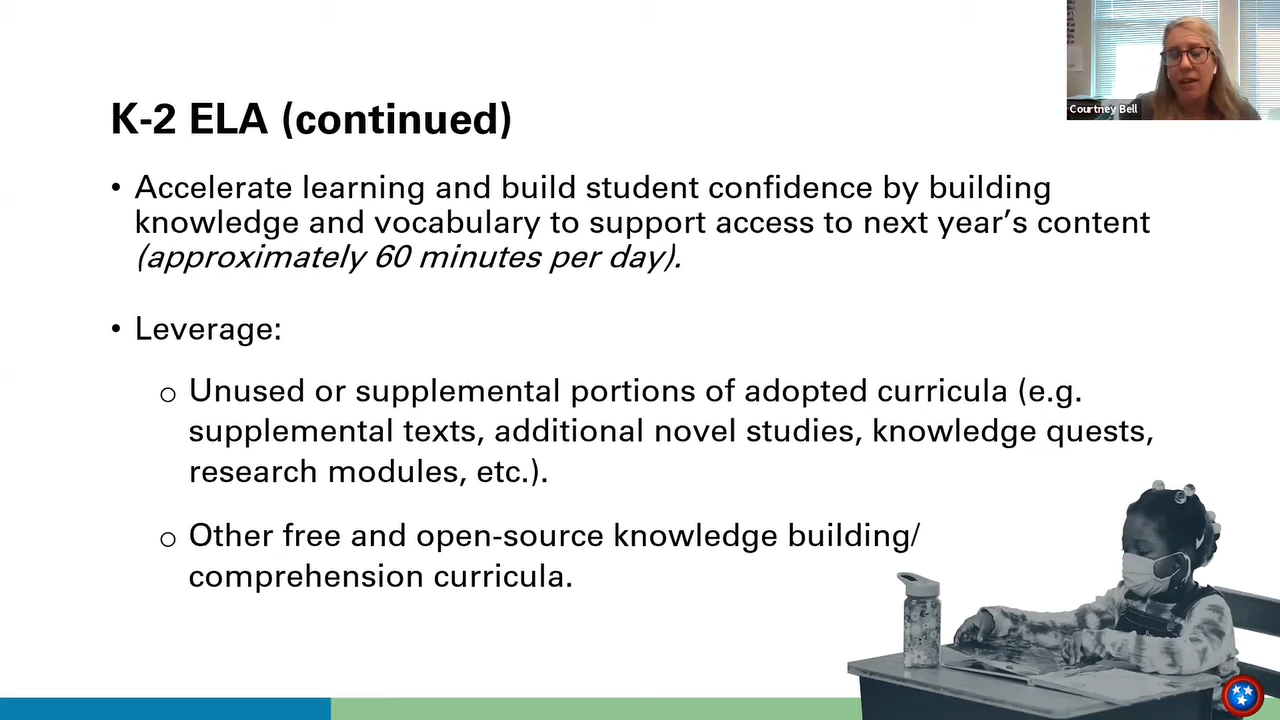 Courtney Bell
K-2 ELA (continued)
• Accelerate learning and build student confidence by building
knowledge and vocabulary to support access to next year’s content
(approximately 60 minutes per day).
• Leverage:
o Unused or supplemental portions of adopted curricula (e.g.
supplemental texts, additional novel studies, knowledge quests,
research modules, etc.).
o Other free and open-source knowledge building/
comprehension curricula.